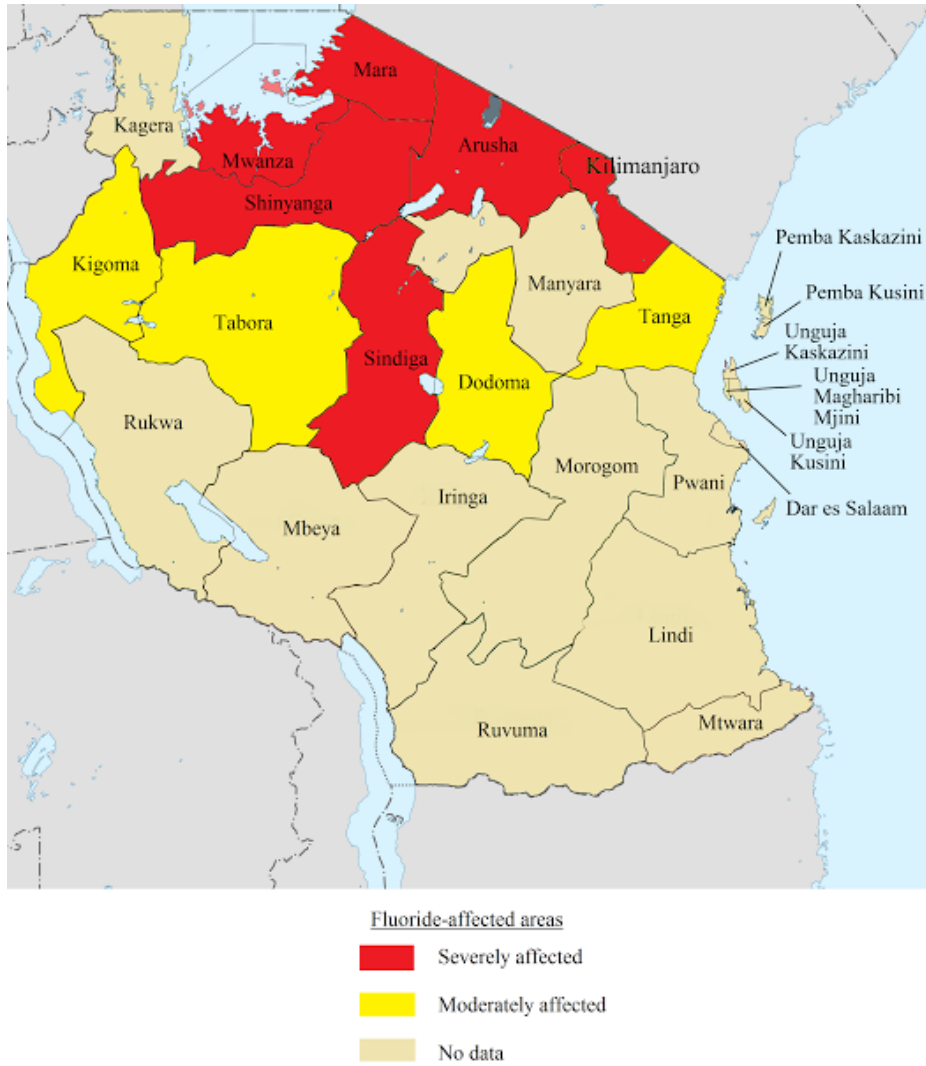 Mara
Kagera
Arusha
Mwanza
Kilimanjaro
Shinyanga
Pemba Kaskazini
Kigoma
Manyara
Pemba Kusini
Tabora
Tanga
Unguja
Kaskazini
Sindiga
Dodoma
Unguja
Magharibi
Mjini
Rukwa
Unguja
Kusini
Morogom
Iringa
Pwani
Dar es Salaam
Mbeya
Lindi
Ruvuma
Mtwara
Fluoride-affected areas
Severely affected
Moderately affected
No data